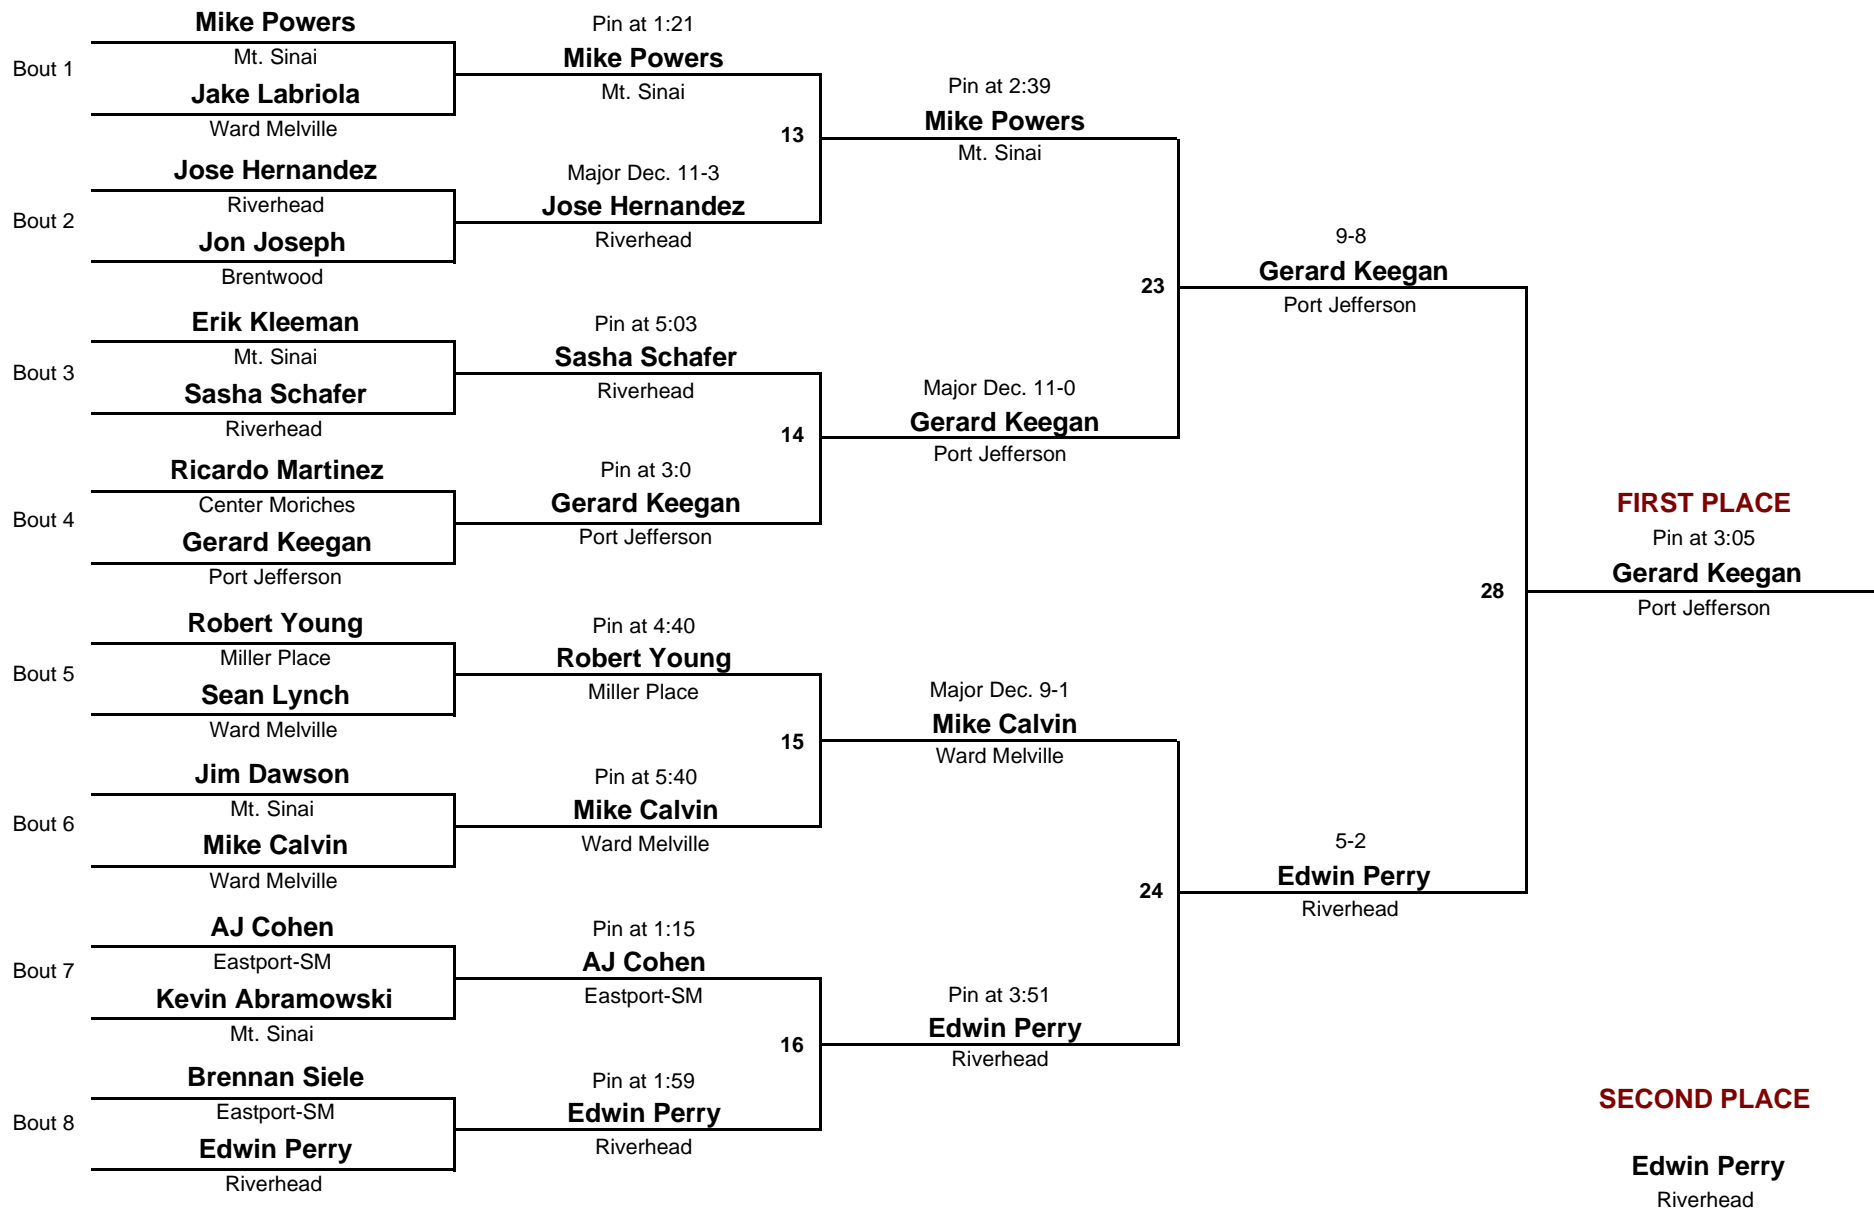 Mike Powers
Mt. Sinai
Bout 1
Jake Labriola
Ward Melville
Jose Hernandez
Riverhead
Bout 2
Jon Joseph
Brentwood
Erik Kleeman
Mt. Sinai
Bout 3
Sasha Schafer
Riverhead
Ricardo Martinez
Center Moriches
Bout 4
Gerard Keegan
Port Jefferson
Robert Young
Miller Place
Bout 5
Sean Lynch
Ward Melville
Jim Dawson
Mt. Sinai
Bout 6
Mike Calvin
Ward Melville
AJ Cohen
Eastport-SM
Bout 7
Kevin Abramowski
Mt. Sinai
Brennan Siele
Eastport-SM
Bout 8
Edwin Perry
Riverhead
Pin at 1:21
Mike Powers
Mt. Sinai
13
Major Dec. 11-3
Jose Hernandez
Riverhead
Pin at 5:03
Sasha Schafer
Riverhead
14
Pin at 3:0
Gerard Keegan
Port Jefferson
Pin at 4:40
Robert Young
Miller Place
15
Pin at 5:40
Mike Calvin
Ward Melville
Pin at 1:15
AJ Cohen
Eastport-SM
16
Pin at 1:59
Edwin Perry
Riverhead
Pin at 2:39
Mike Powers
Mt. Sinai
23
Major Dec. 11-0
Gerard Keegan
Port Jefferson
Major Dec. 9-1
Mike Calvin
Ward Melville
24
Pin at 3:51
Edwin Perry
Riverhead
9-8
Gerard Keegan
Port Jefferson
28
5-2
Edwin Perry
Riverhead
FIRST PLACE
Pin at 3:05
Gerard Keegan
Port Jefferson
SECOND PLACE
Edwin Perry
Riverhead